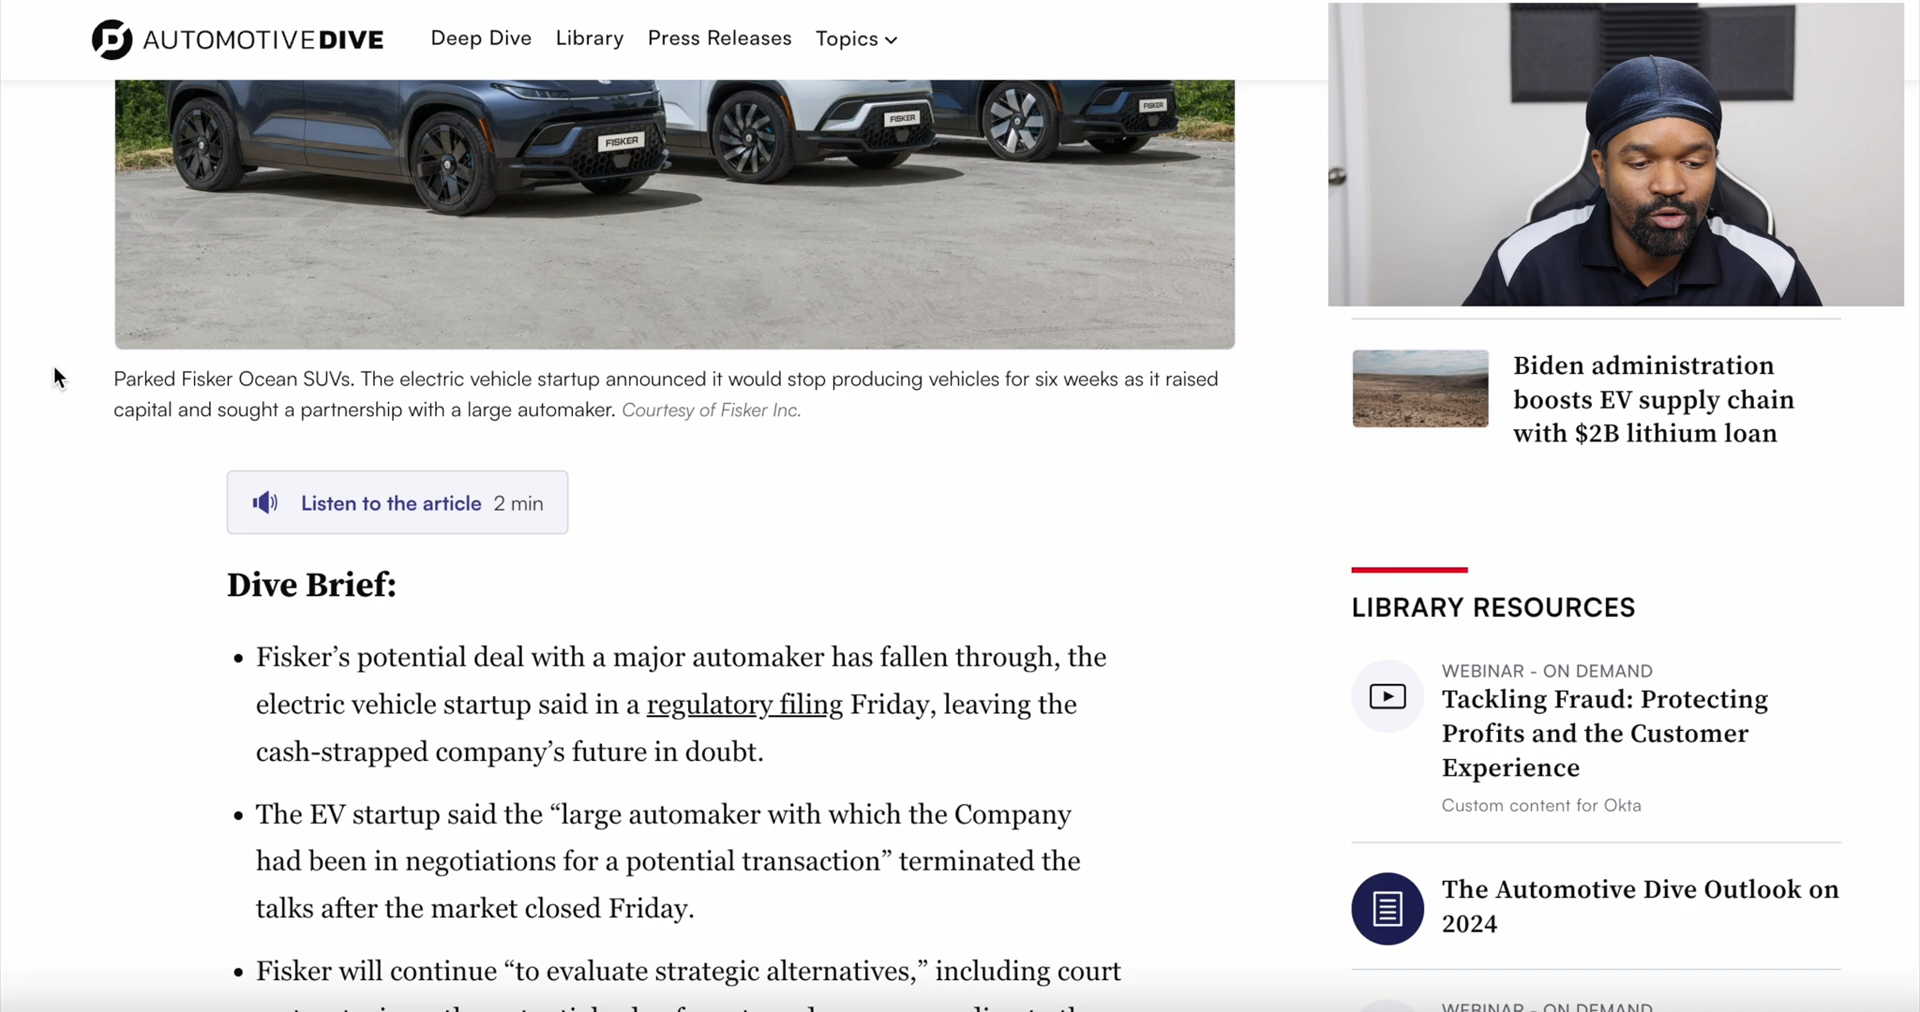 AUTOMOTIVEDIVE
Deep Dive
Library
Press Releases
Topics
FISKER
FISKER
FISKER
Parked Fisker Ocean SUVs. The electric vehicle startup announced it would stop producing vehicles for six weeks as it raised
capital and sought a partnership with a large automaker. Courtesy of Fisker Inc.
Listen to the article 2 min
Dive Brief:
• Fisker’s potential deal with a major automaker has fallen through, the
electric vehicle startup said in a regulatory filing Friday, leaving the
cash-strapped company’s future in doubt.
• The EV startup said the “large automaker with which the Company
had been in negotiations for a potential transaction” terminated the
talks after the market closed Friday.
• Fisker will continue “to evaluate strategic alternatives,” including court
Biden administration
boosts EV supply chain
with $2B lithium loan
LIBRARY RESOURCES
WEBINAR - ON DEMAND
Tackling Fraud: Protecting
Profits and the Customer
Experience
Custom content for Okta
The Automotive Dive Outlook on
2024
WEBINAR - ON DEMAND